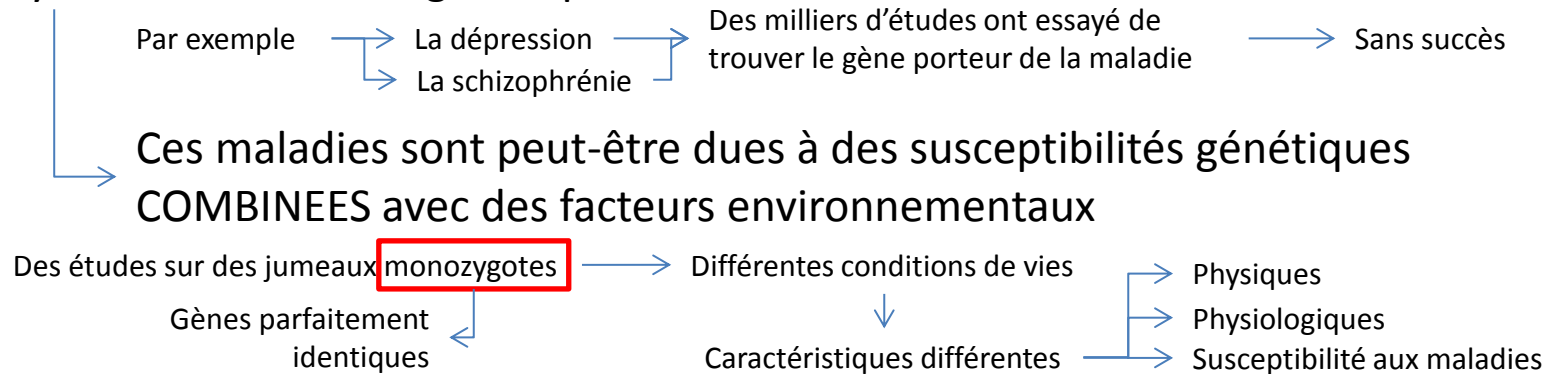 Des milliers d’études ont essayé de
Par exemple La dépression trouver le gène porteur de la maladie Sans succès
La schizophrénie
Ces maladies sont peut-être dues à des susceptibilités génétiques
COMBINEES avec des facteurs environnementaux
Des études sur des jumeaux monozygotes Différentes conditions de vies
Physiques
Gènes parfaitement
identiques
Physiologiques
Caractéristiques différentes Susceptibilité aux maladies